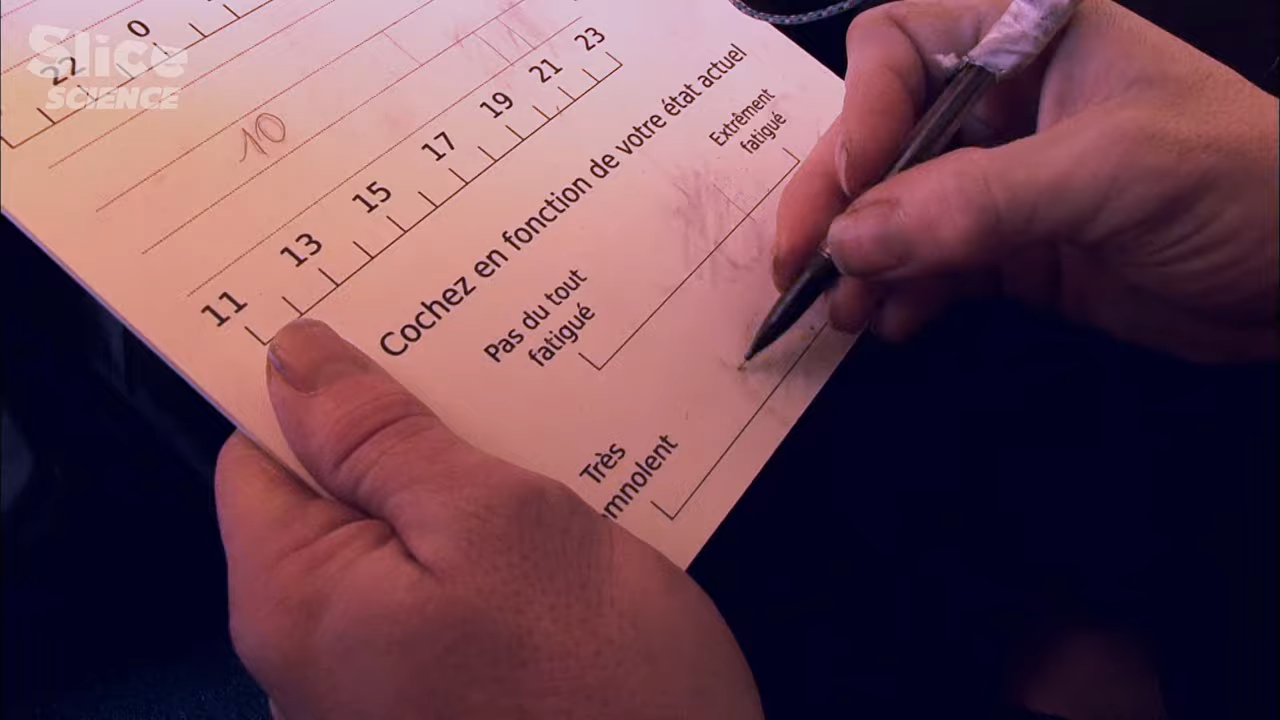 Slice
SCIENCE
0
22
10
11 13 15 17 19 21 23
Cochez en fonction de votre état actuel
Pas du tout
fatigué
Extrêment
fatigué
Très